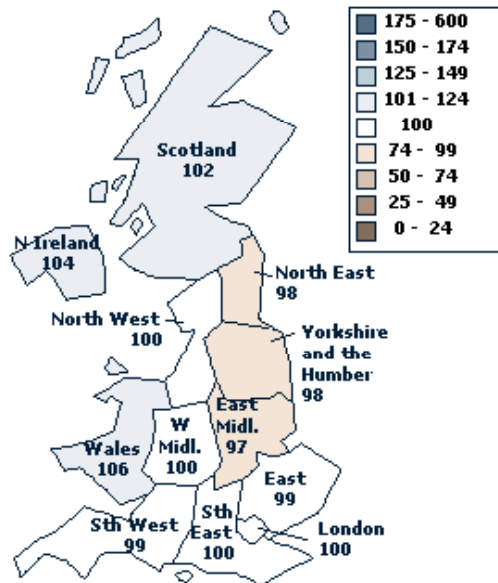 175 - 600
150 - 174
125 - 149
101 - 124
100
74 - 99
50 - 74
25 - 49
0 - 24
Scotland
102
N Ireland
104
North East
98
North West
100
Yorkshire
and the
Humber
98
East
Midl.
97
W
Midl.
100
Wales
106
East
99
Sth West
99
Sth
East
100
London
100